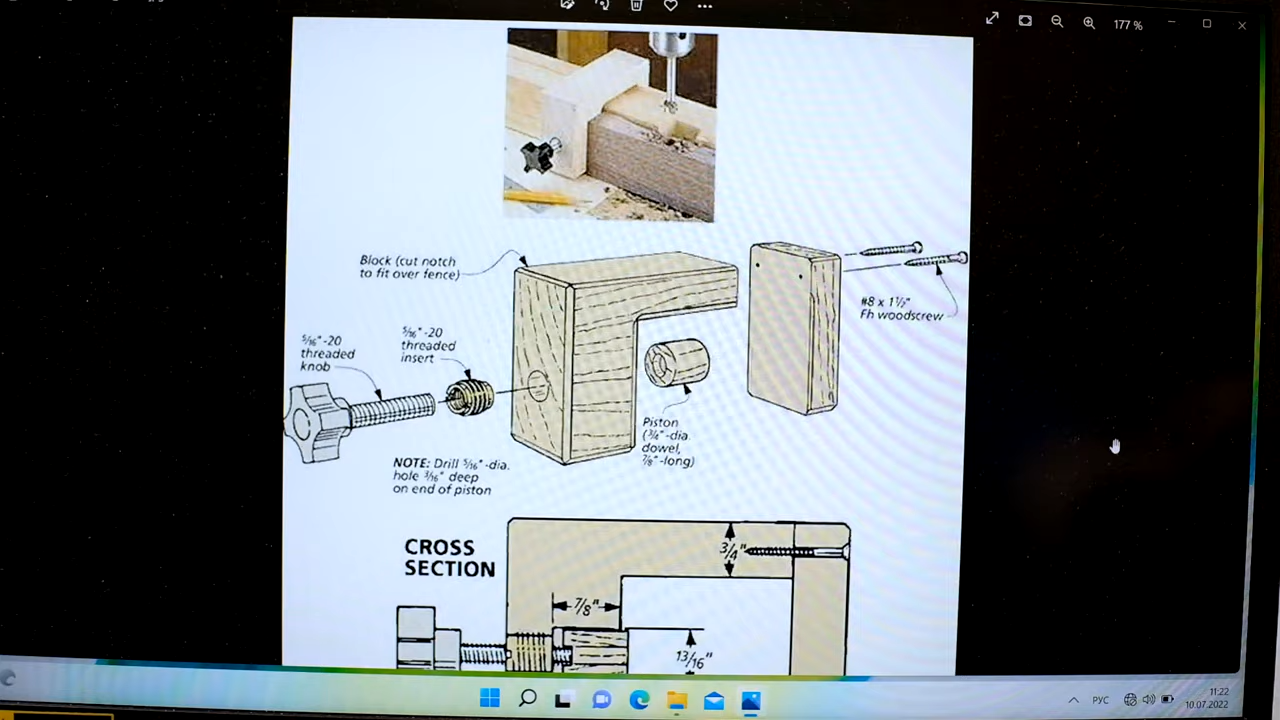 177 %
Block (cut notch
to fit over fence)
#8 x 1½"
Fh woodscrew
5/16"-20
threaded
knob
5/16"-20
threaded
insert
Piston
(3/4"-dia.
dowel,
7/8"-long)
NOTE: Drill 5/16"-dia.
hole 3/16" deep
on end of piston
CROSS
SECTION
3/4"
7/8"
13/16"
РУС
11:22
10.07.2022